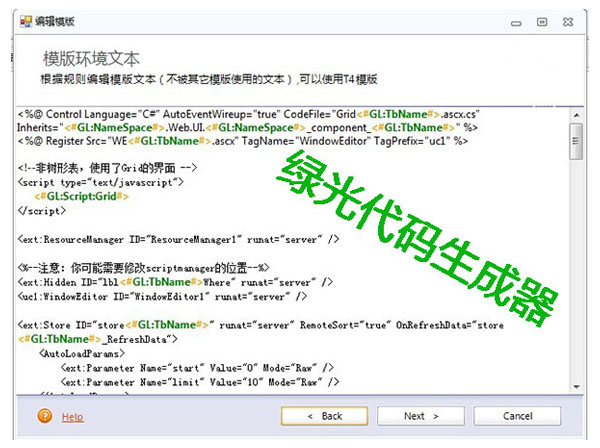 编辑模版
模版环境文本
根据规则编辑模版文本（不被其它模版使用的文本）,可以使用T4模版
<%@ Control Language="C#" AutoEventWireup="true" CodeFile="Grid<#GL:TbName#>.ascx.cs"
Inherits="<#GL:NameSpace#>.Web.UI.<#GL:NameSpace#>_component_<#GL:TbName#>" %>
<%@ Register Src="WE<#GL:TbName#>.ascx" TagName="WindowEditor" TagPrefix="uc1" %>
<!--非树形表，使用了Grid的界面 -->
<script type="text/javascript">
<#GL:Script:Grid#>
</script>
<ext:ResourceManager ID="ResourceManager1" runat="server" />
<%--注意：你可能需要修改scriptmanager的位置--%>
<ext:Hidden ID="lbl<#GL:TbName#>Where" runat="server" />
<uc1:WindowEditor ID="WindowEditor1" runat="server" />
<ext:Store ID="store<#GL:TbName#>" runat="server" RemoteSort="true" OnRefreshData="store
<#GL:TbName#>_RefreshData">
<AutoLoadParams>
<ext:Parameter Name="start" Value="0" Mode="Raw" />
<ext:Parameter Name="limit" Value="10" Mode="Raw" />
绿光代码生成器
Help
< Back
Next >
Cancel